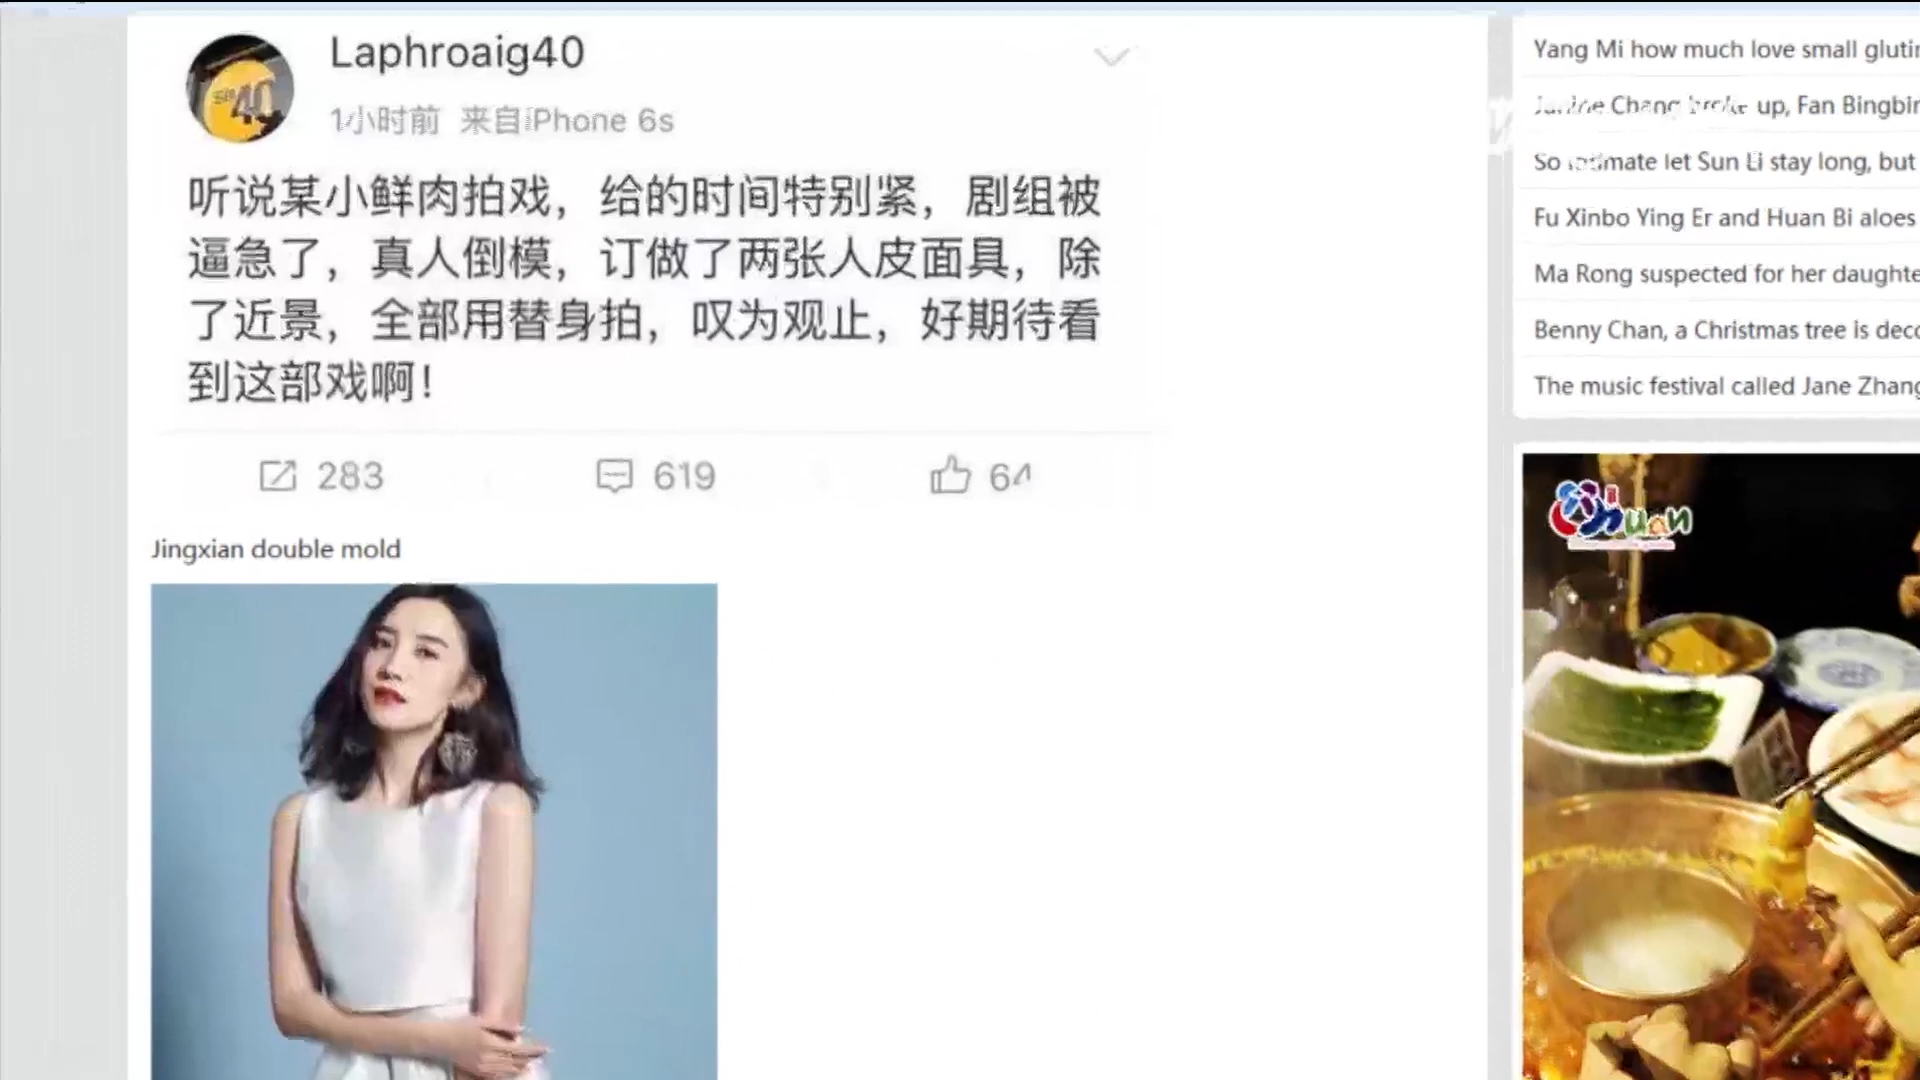 Laphroaig40
1小时前 来自iPhone 6s
听说某小鲜肉拍戏，给的时间特别紧，剧组被
逼急了，真人倒模，订做了两张人皮面具，除
了近景，全部用替身拍，叹为观止，好期待看
到这部戏啊！
283 619 64
Jingxian double mold
Yang Mi how much love small
Chang up, Fan
So let Sun Li stay long, but
Fu Xinbo Ying Er and Huan Bi aloes
Ma Rong suspected for her
Benny Chan, a Christmas tree is
The music festival called Jane